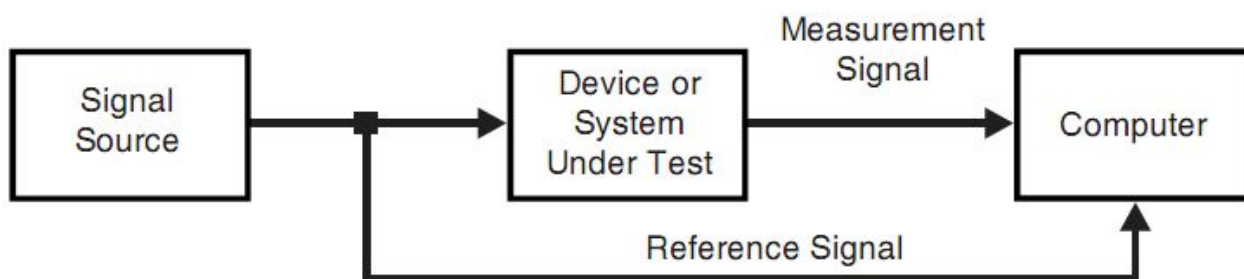 Signal
Source
Device or
System
Under Test
Measurement
Signal
Computer
Reference Signal